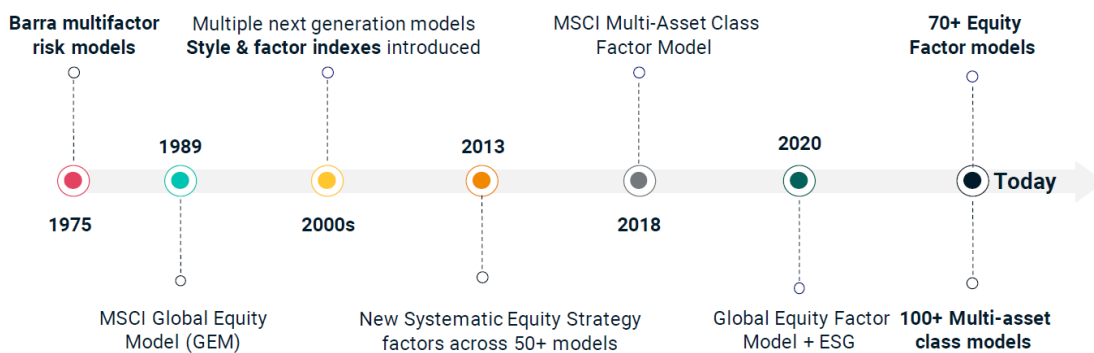 Barra multifactor
risk models
Multiple next generation models
Style & factor indexes introduced
MSCI Multi-Asset Class
Factor Model
70+ Equity
Factor models
1989
2013
2020
Today
1975
2000s
2018
MSCI Global Equity
Model (GEM)
New Systematic Equity Strategy
factors across 50+ models
Global Equity Factor
Model + ESG
100+ Multi-asset
class models